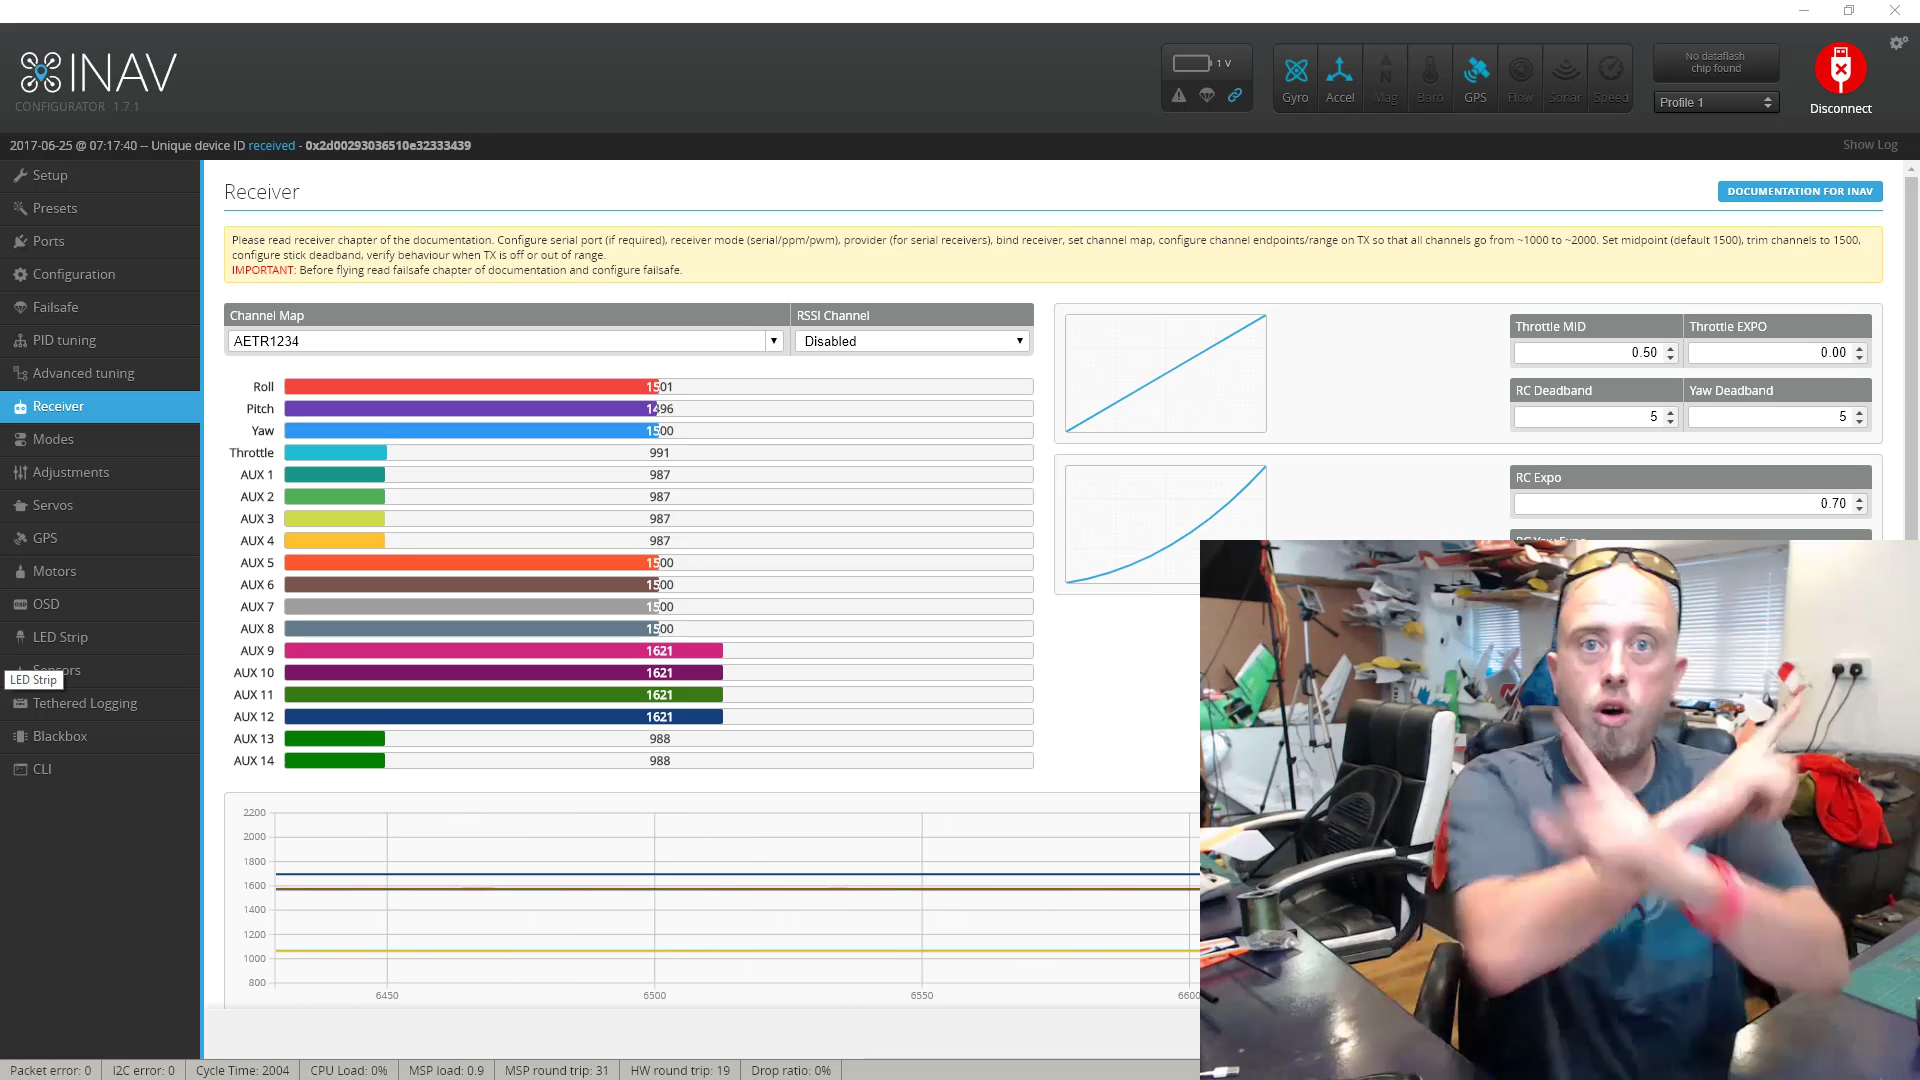 INAV
CONFIGURATOR 1.7.1
1 V
Gyro
Accel
Mag
Baro
GPS
Flow
Sonar
Speed
No dataflash
chip found
Profile 1
Disconnect
2017-06-25 @ 07:17:40 -- Unique device ID received - 0x2d00293036510e32333439
Show Log
Setup
Presets
Ports
Configuration
Failsafe
PID tuning
Advanced tuning
Receiver
Modes
Adjustments
Servos
GPS
Motors
OSD
LED Strip
Sensors
LED Strip
Tethered Logging
Blackbox
CLI
Receiver
DOCUMENTATION FOR INAV
Please read receiver chapter of the documentation. Configure serial port (if required), receiver mode (serial/ppm/pwm), provider (for serial receivers), bind receiver, set channel map, configure channel endpoints/range on TX so that all channels go from ~1000 to ~2000. Set midpoint (default 1500), trim channels to 1500,
configure stick deadband, verify behaviour when TX is off or out of range.
IMPORTANT: Before flying read failsafe chapter of documentation and configure failsafe.
Channel Map
RSSI Channel
AETR1234
Disabled
Roll 1501
Pitch 1496
Yaw 1500
Throttle 991
AUX 1 987
AUX 2 987
AUX 3 987
AUX 4 987
AUX 5 1500
AUX 6 1500
AUX 7 1500
AUX 8 1500
AUX 9 1621
AUX 10 1621
AUX 11 1621
AUX 12 1621
AUX 13 988
AUX 14 988
Throttle MID
Throttle EXPO
0.50
0.00
RC Deadband
Yaw Deadband
5
5
RC Expo
0.70
RC Yaw Expo
2200
2000
1800
1600
1400
1200
1000
800
6450
6500
6550
6600
Packet error: 0
I2C error: 0
Cycle Time: 2004
CPU Load: 0%
MSP load: 0.9
MSP round trip: 31
HW round trip: 19
Drop ratio: 0%